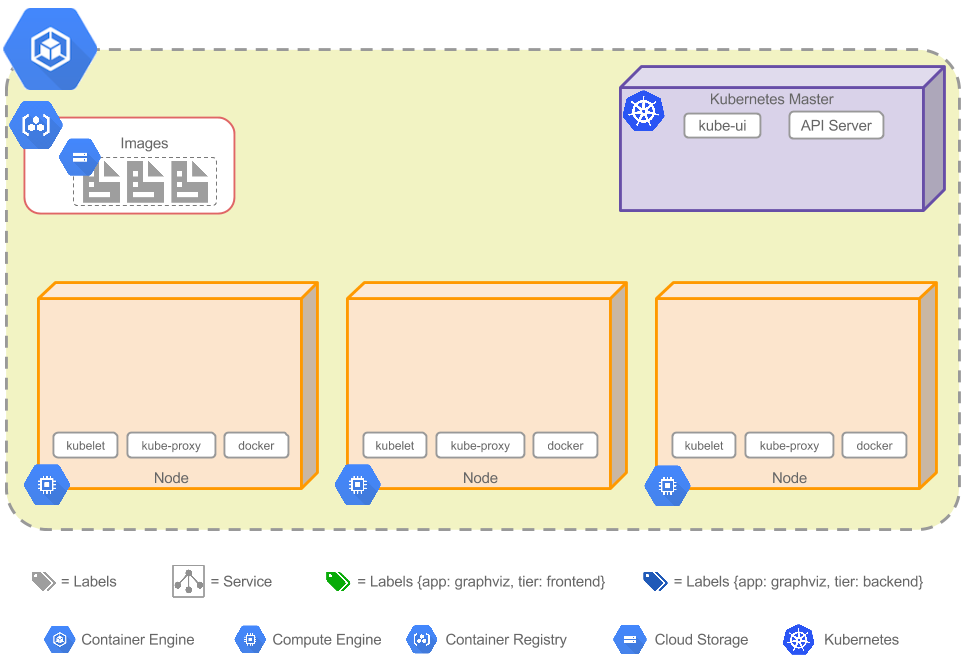 Kubernetes Master
kube-ui
API Server
Images
kubelet
kube-proxy
docker
Node
kubelet
kube-proxy
docker
Node
kubelet
kube-proxy
docker
Node
= Labels
= Service
= Labels {app: graphviz, tier: frontend}
= Labels {app: graphviz, tier: backend}
Container Engine
Compute Engine
Container Registry
Cloud Storage
Kubernetes